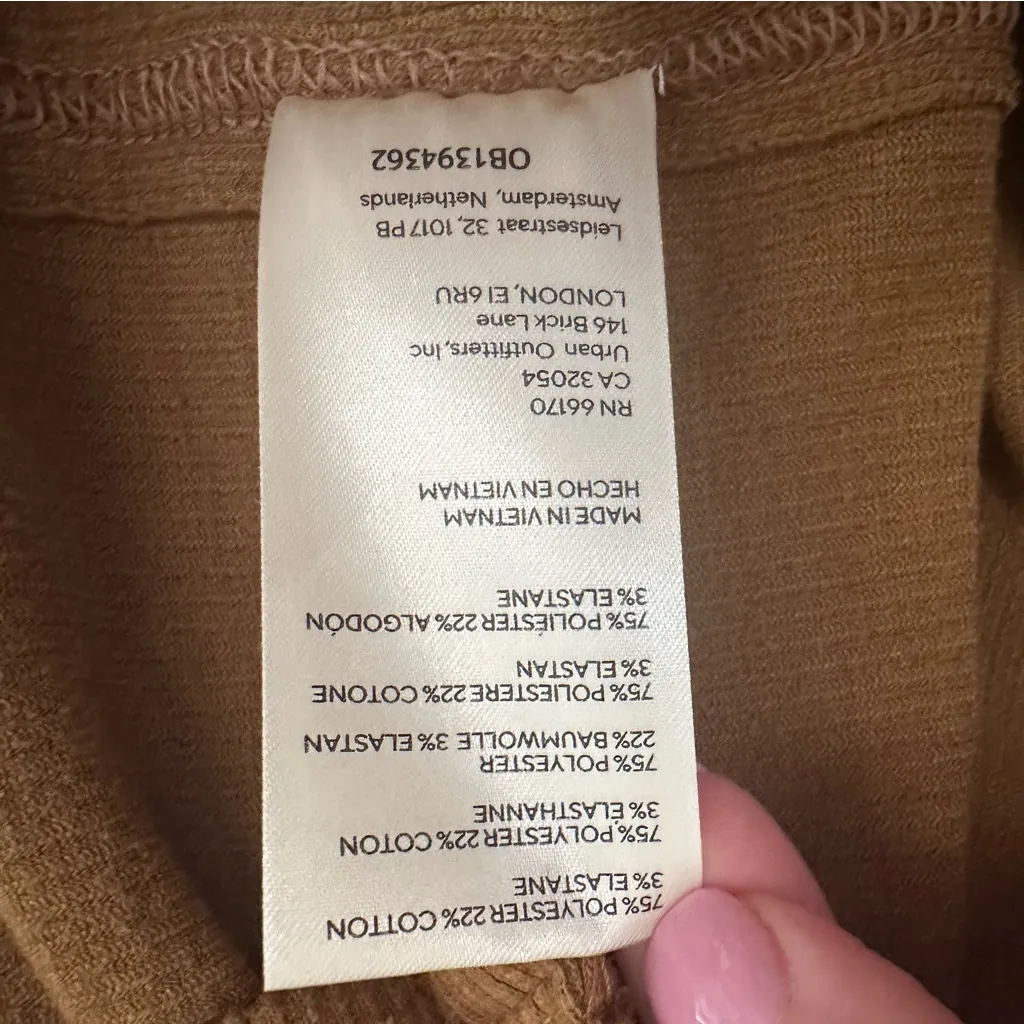 75% POLYESTER 22% COTTON
3% ELASTANE
75% POLYESTER 22% COTON
3% ÉLASTHANNE
75% POLYESTER
22% BAUMWOLLE 3% ELASTAN
75% POLIESTERE 22% COTONE
3% ELASTAN
75% POLIÉSTER 22% ALGODÓN
3% ELASTANE
MADE IN VIETNAM
HECHO EN VIETNAM
RN 66170
CA 32054
Urban Outfitters, Inc
146 Brick Lane
LONDON, E1 6RU
Leidsestraat 32, 1017 PB
Amsterdam, Netherlands
OB1394362